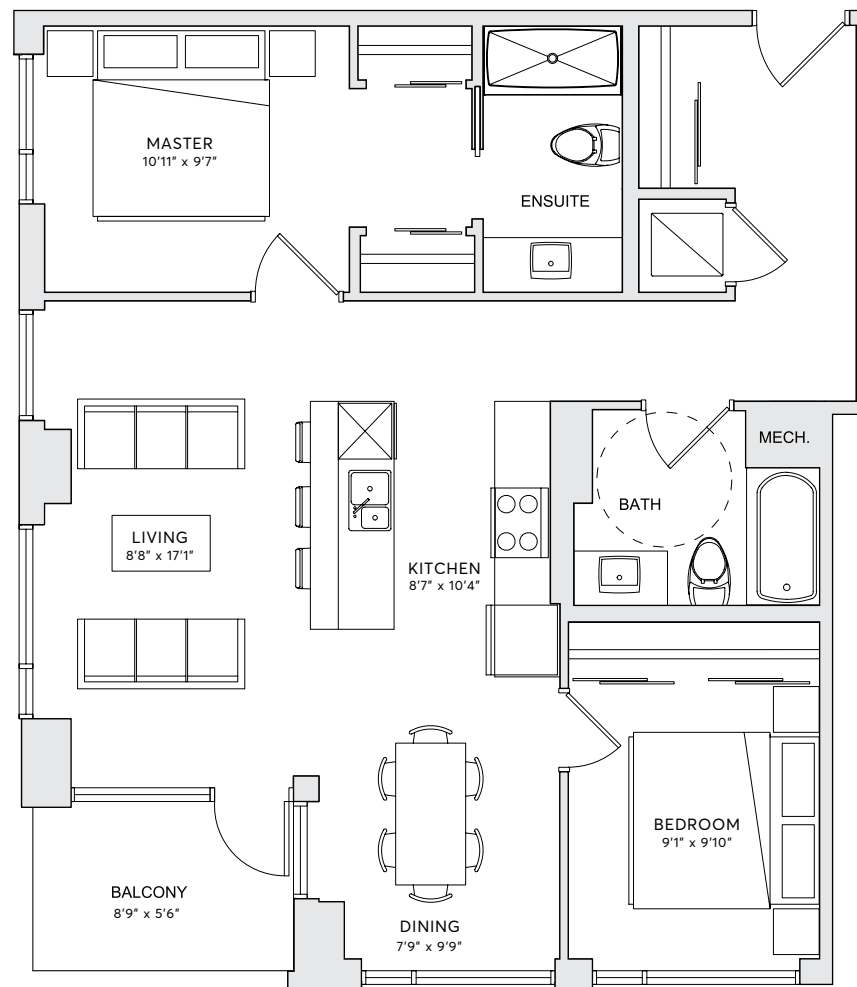 MASTER
10'11" x 9'7"
ENSUITE
MECH.
BATH
LIVING
8'8" x 17'1"
KITCHEN
8'7" x 10'4"
BEDROOM
9'1" x 9'10"
BALCONY
8'9" x 5'6"
DINING
7'9" x 9'9"